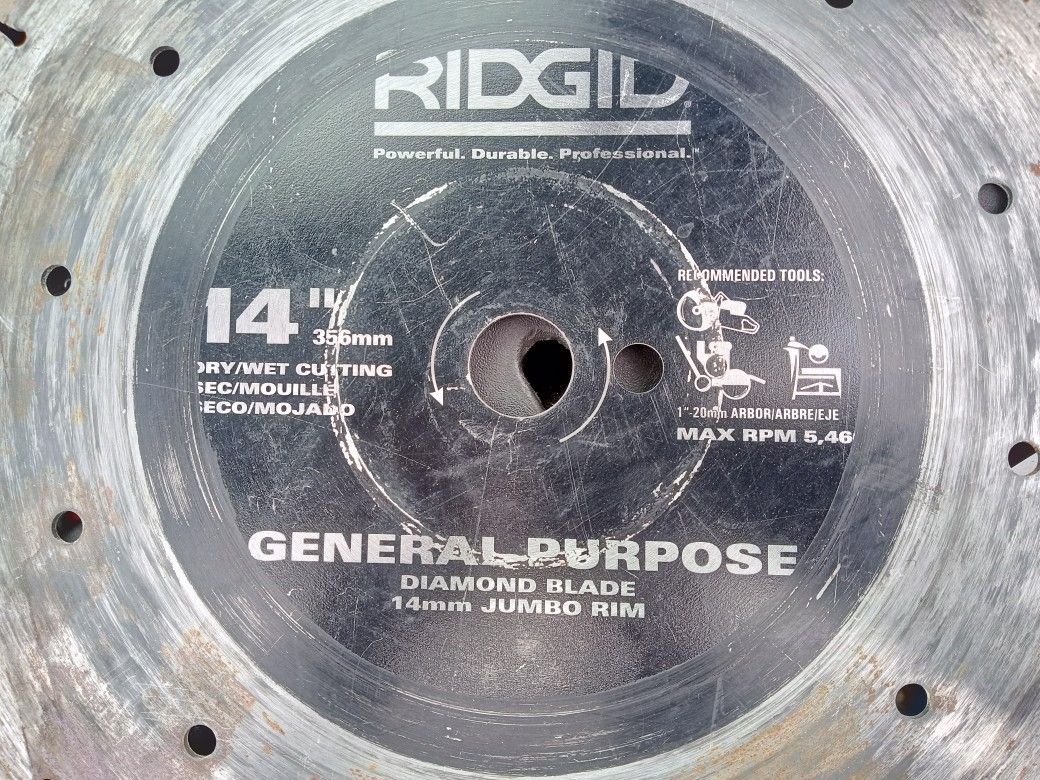 RIDGID
Powerful. Durable. Professional.™
14"
356mm
DRY/WET CUTTING
SEC/MOUILLE
SECO/MOJADO
RECOMMENDED TOOLS:
1"-20mm ARBOR/ARBRE/EJE
MAX RPM 5,46
GENERAL PURPOSE
DIAMOND BLADE
14mm JUMBO RIM